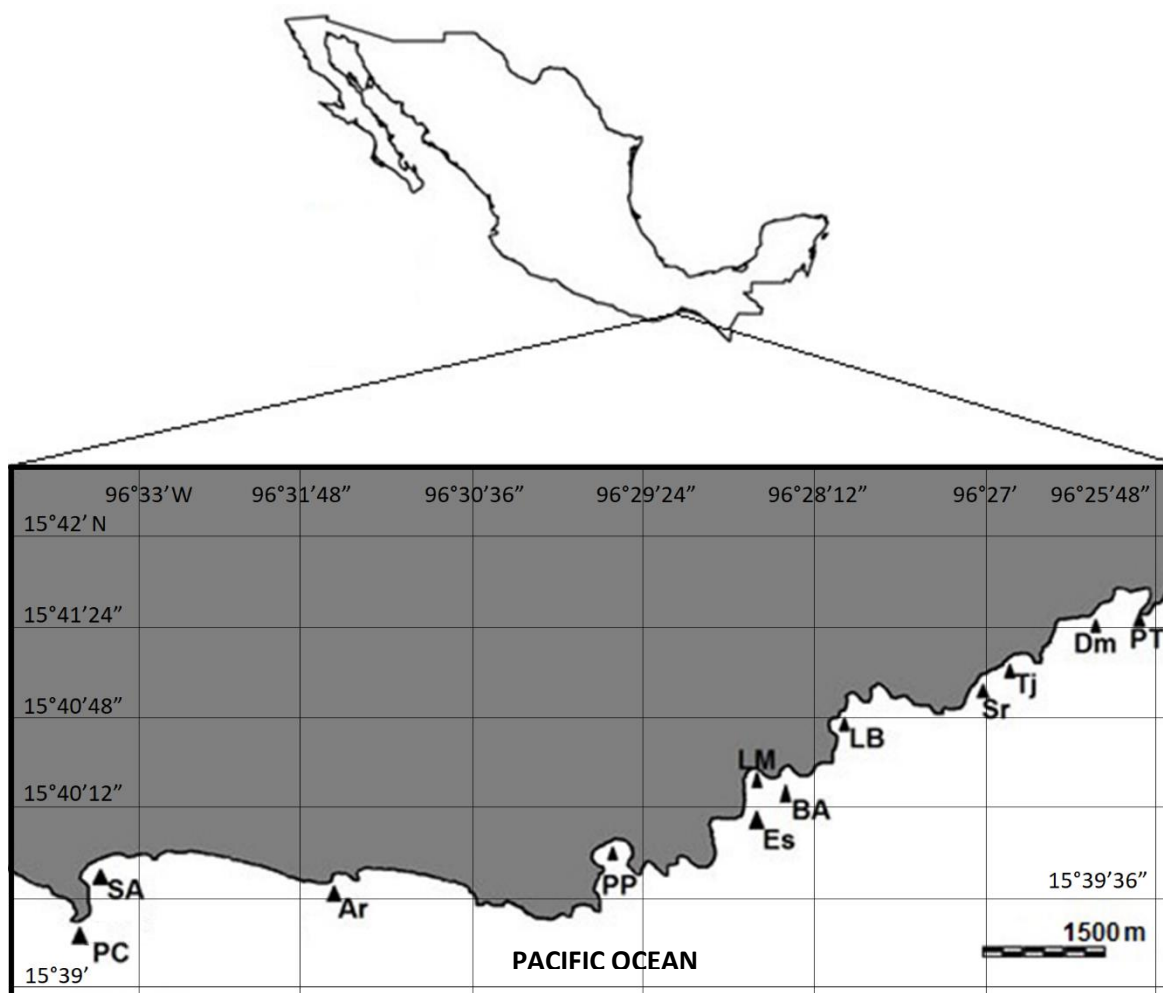 96°33’W 96°31’48” 96°30’36” 96°29’24” 96°28’12” 96°27’ 96°25’48”
15°42’ N
15°41’24”
Dm PT
Tj
15°40’48” Sr
LB
LM
15°40’12” BA
Es
SA PP 15°39’36”
Ar
1500 m
PC PACIFIC OCEAN
15°39’